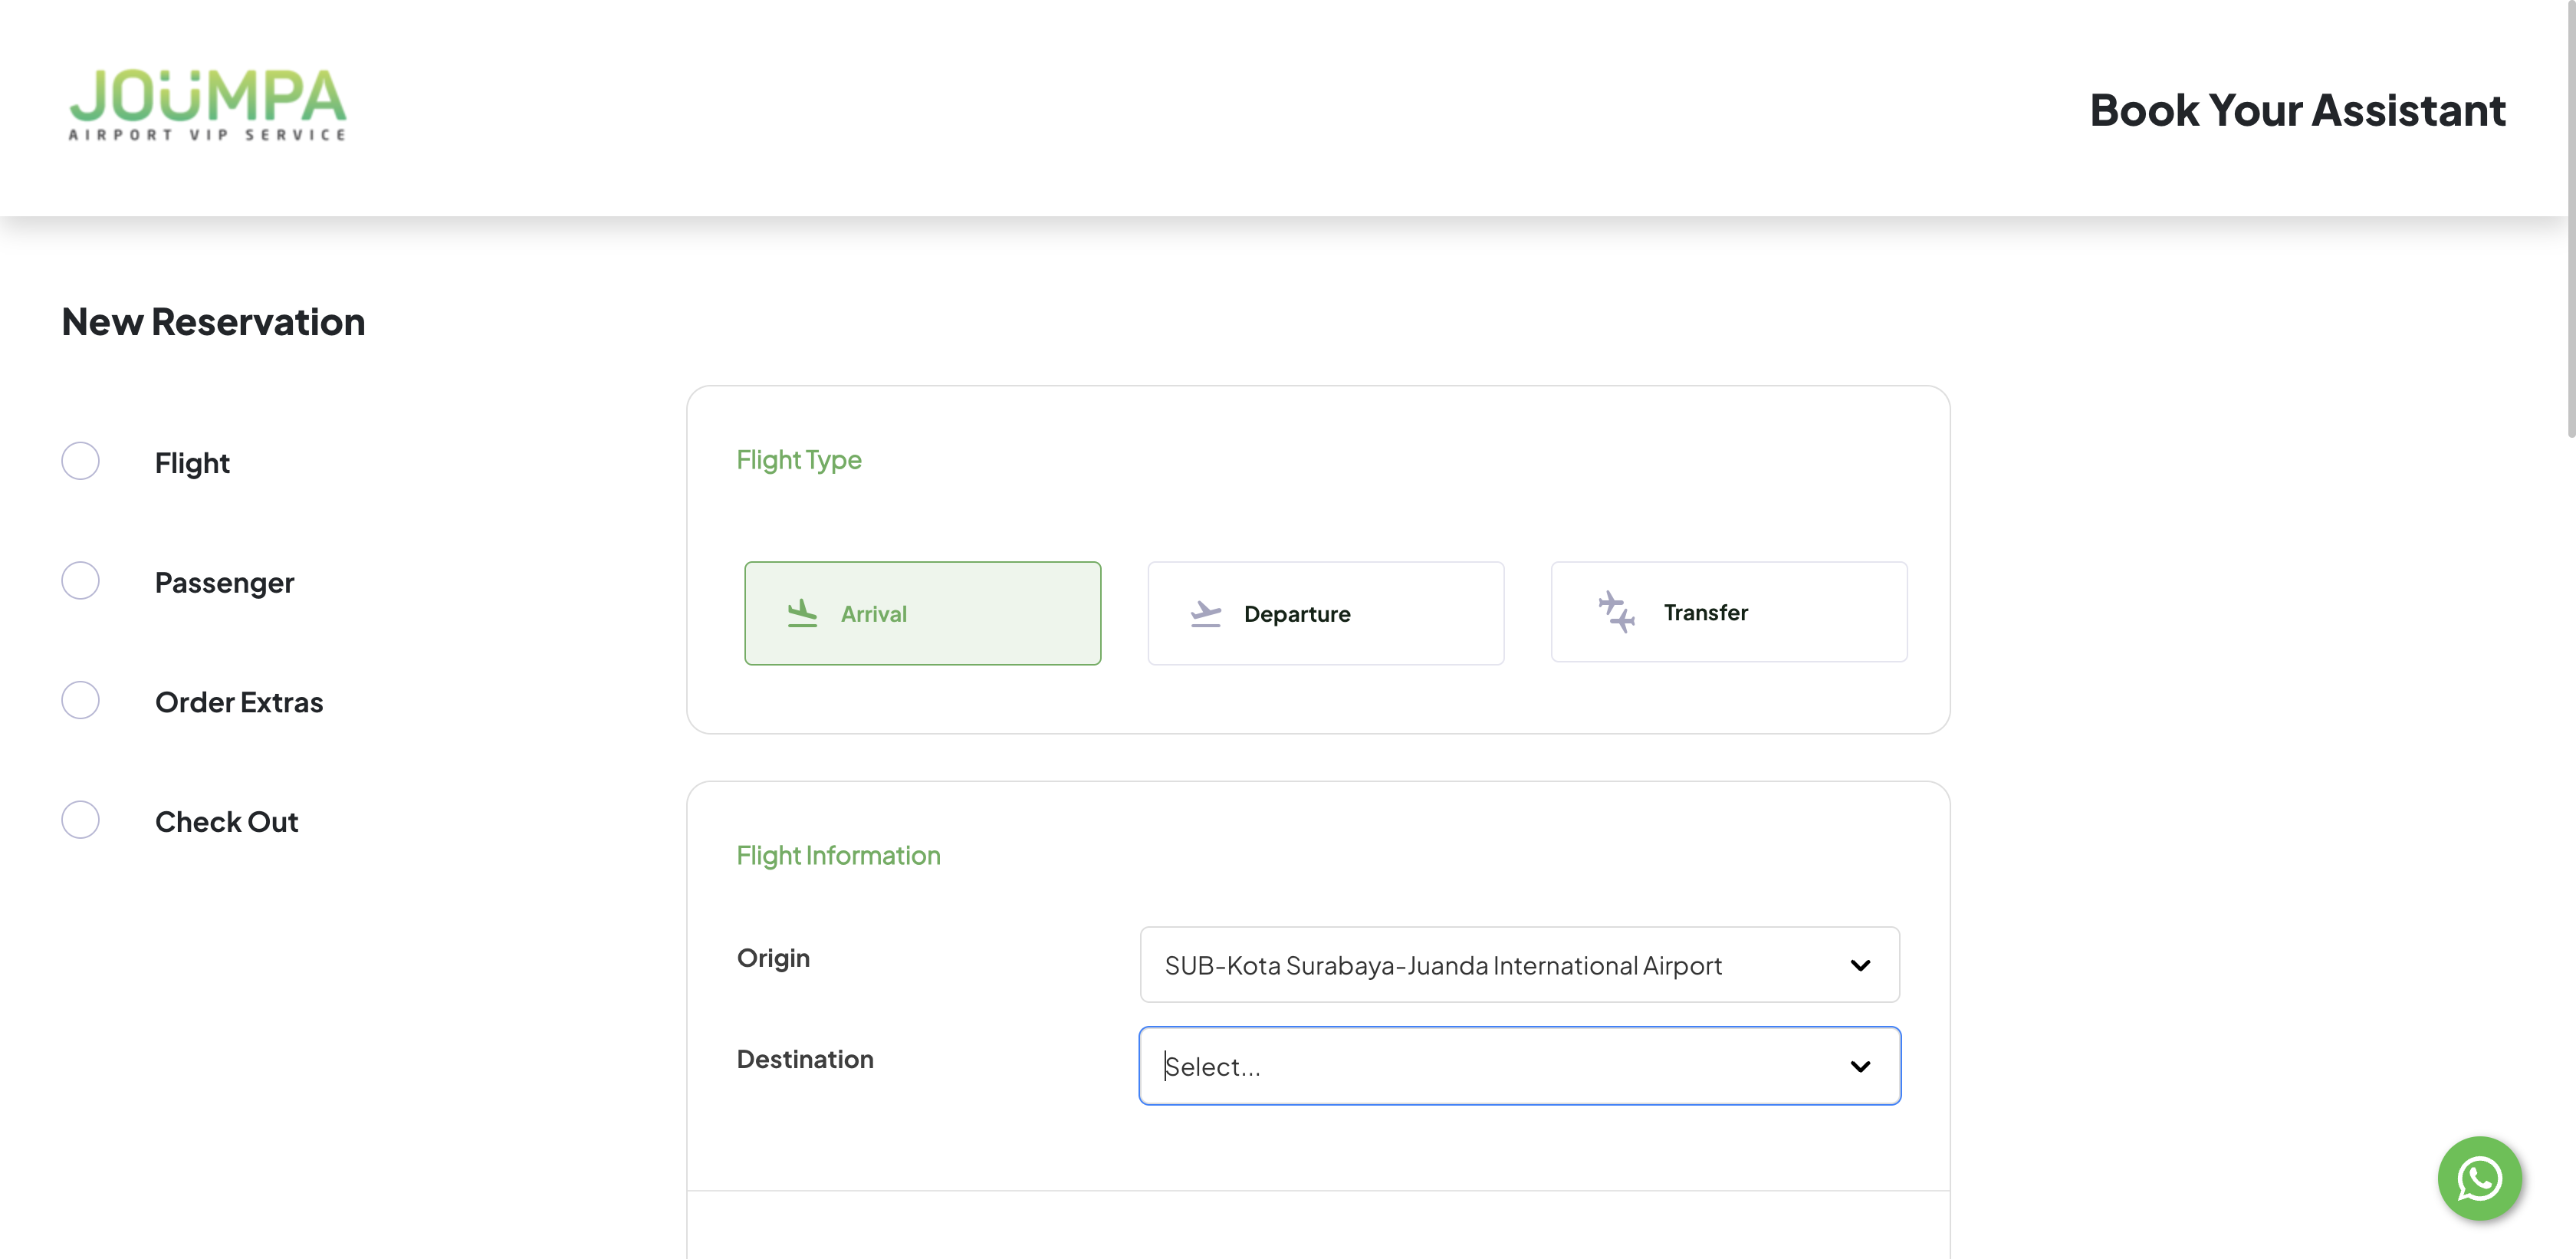 JOÜMPA
AIRPORT VIP SERVICE
Book Your Assistant
New Reservation
Flight
Passenger
Order Extras
Check Out
Flight Type
Arrival
Departure
Transfer
Flight Information
Origin
SUB-Kota Surabaya-Juanda International Airport
Destination
Select...